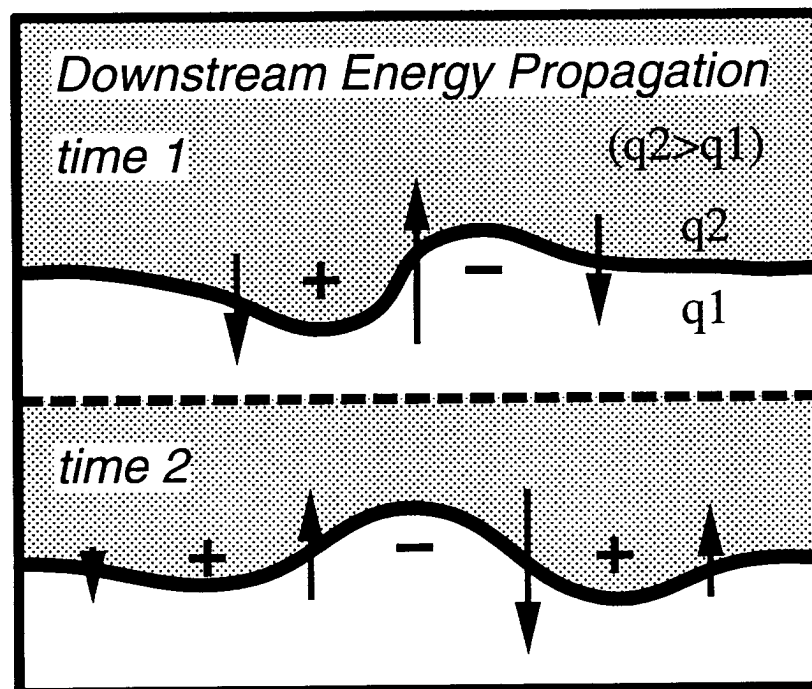 Downstream Energy Propagation
time 1
(q2>q1)
q2
+
−
q1
time 2
+
−
+